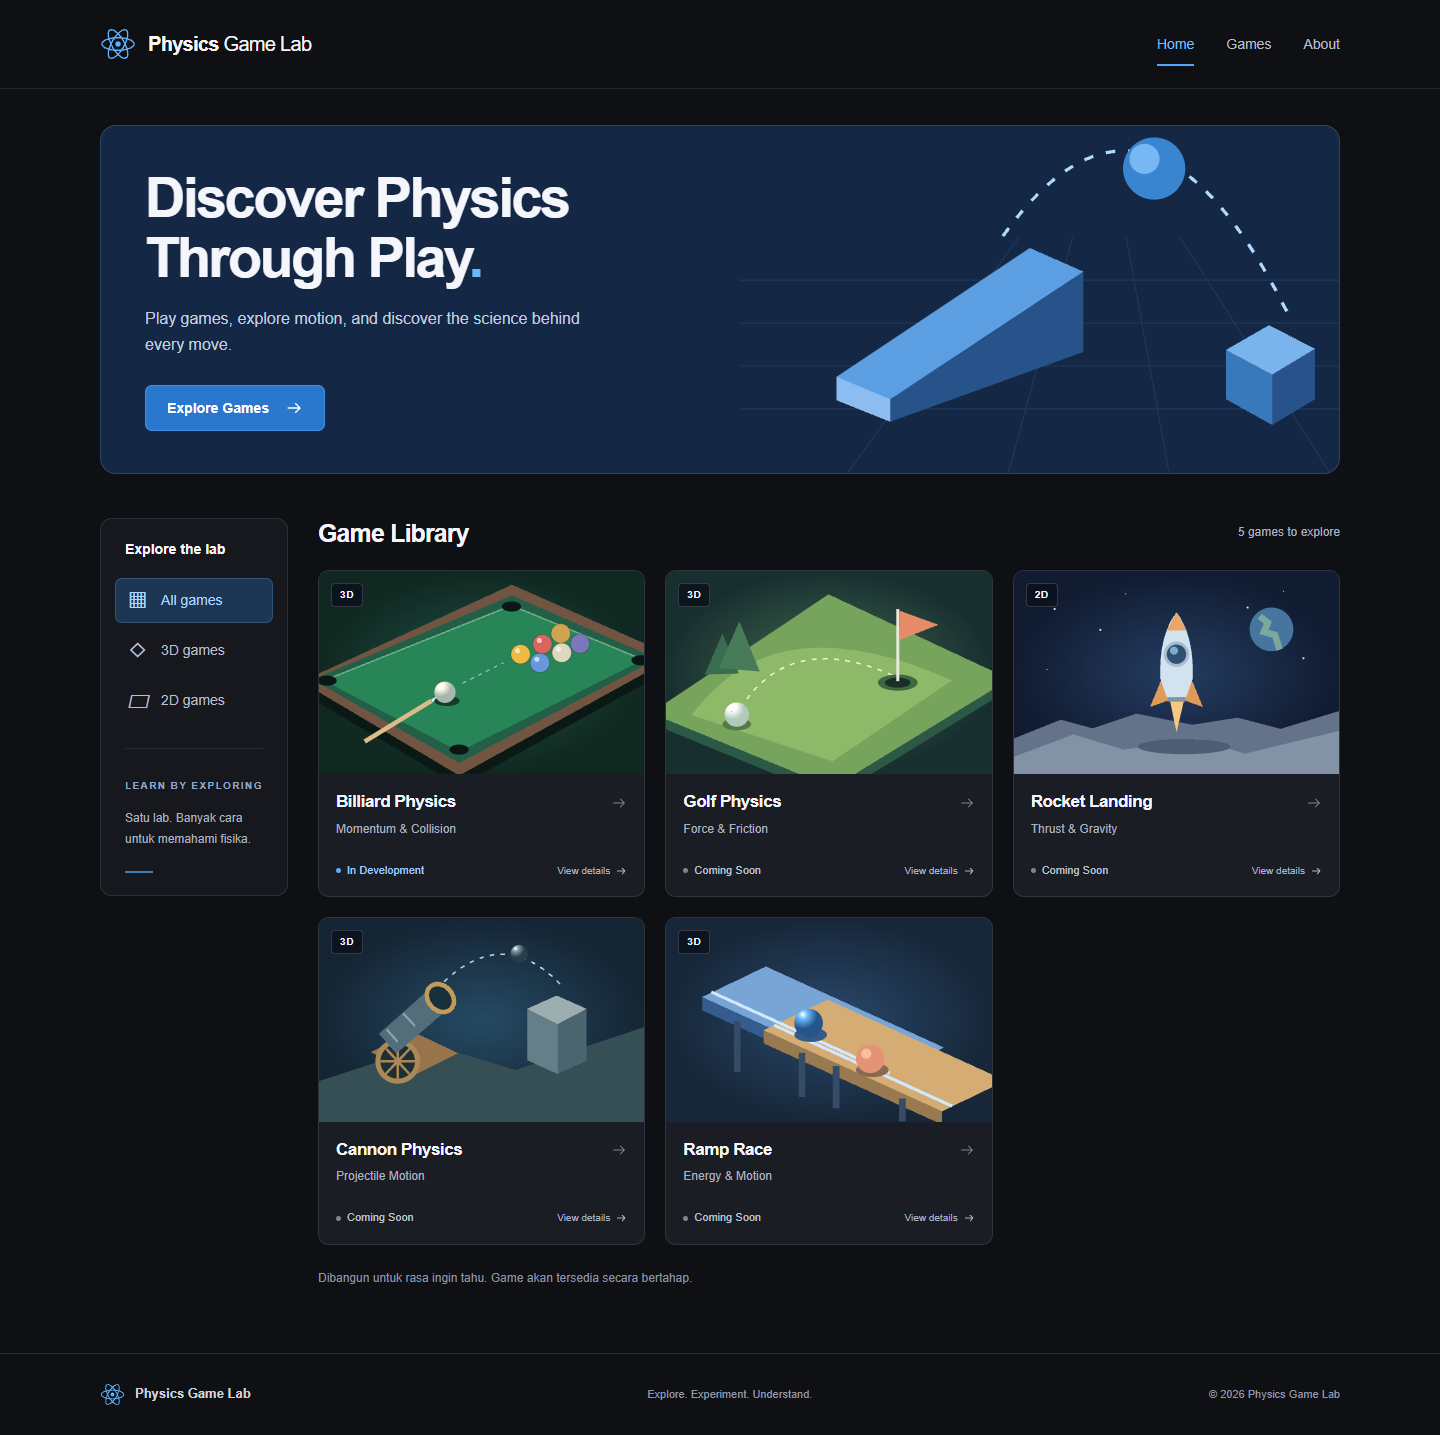 Physics Game Lab
Home
Games
About
Discover Physics
Through Play.
Play games, explore motion, and discover the science behind
every move.
Explore Games
Explore the lab
All games
3D games
2D games
LEARN BY EXPLORING
Satu lab. Banyak cara
untuk memahami fisika.
Game Library
5 games to explore
3D
Billiard Physics
Momentum & Collision
In Development
View details
3D
Golf Physics
Force & Friction
Coming Soon
View details
2D
Rocket Landing
Thrust & Gravity
Coming Soon
View details
3D
Cannon Physics
Projectile Motion
Coming Soon
View details
3D
Ramp Race
Energy & Motion
Coming Soon
View details
Dibangun untuk rasa ingin tahu. Game akan tersedia secara bertahap.
Physics Game Lab
Explore. Experiment. Understand.
© 2026 Physics Game Lab